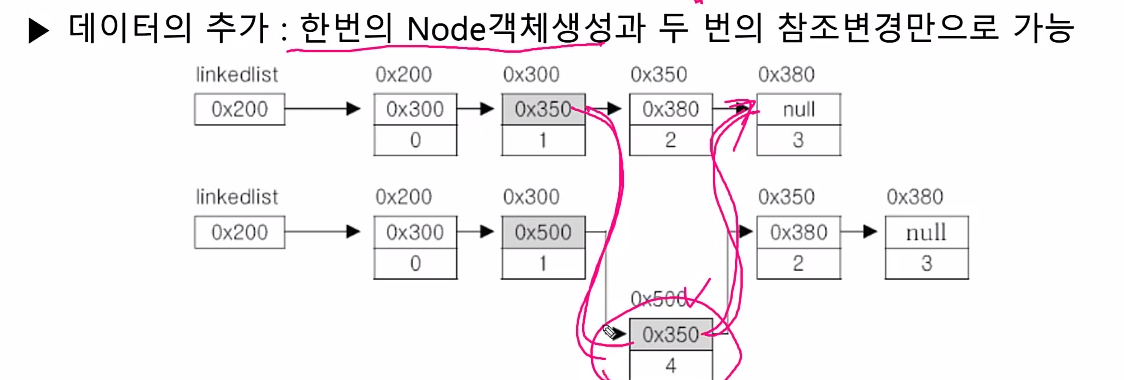 ▶ 데이터의 추가 : 한번의 Node객체생성과 두 번의 참조변경만으로 가능
linkedlist 0x200 0x300 0x350 0x380
0x200 0x300 0x350 0x380 null
0 1 2 3
linkedlist 0x200 0x300 0x350 0x380
0x200 0x300 0x500 0x380 null
0 1 2 3
0x500
0x350
4